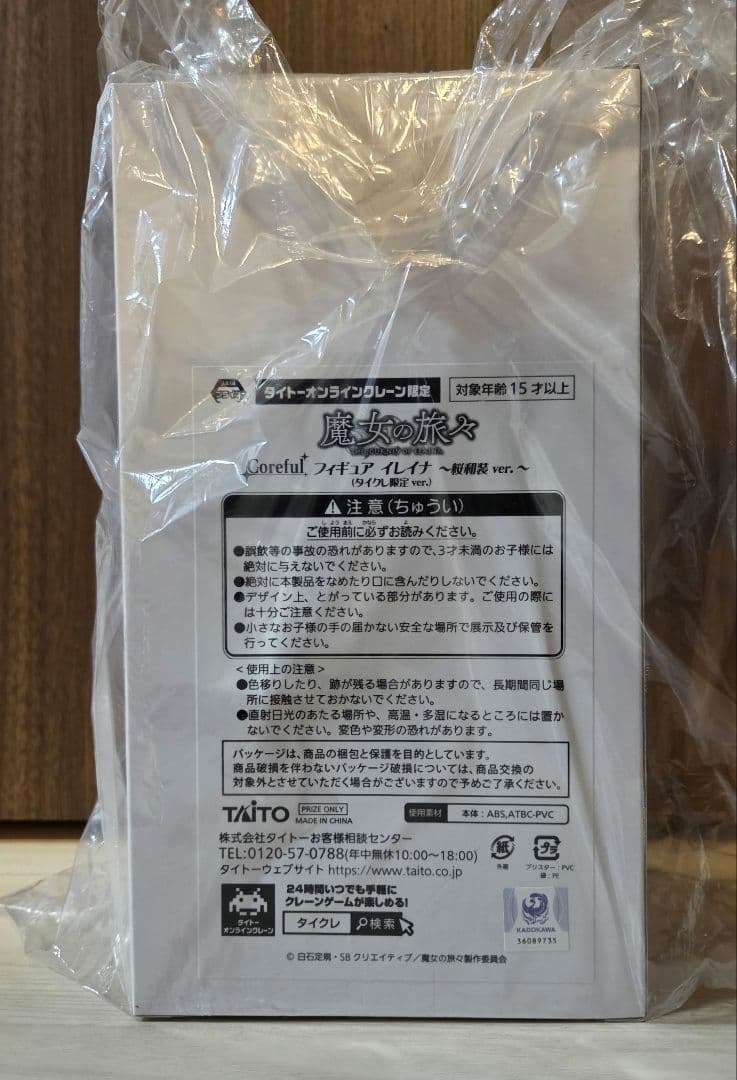 プライズ
タイトーオンラインクレーン限定 対象年齢15才以上
魔女の旅々
THE JOURNEY OF ELAINA
Coreful フィギュア イレイナ ～桜和装 ver.～
(タイクレ限定 ver.)
注意(ちゅうい)
ご使用前に必ずお読みください。
●誤飲等の事故の恐れがありますので、3才未満のお子様には
絶対に与えないでください。
●絶対に本製品をなめたり口に含んだりしないでください。
●デザイン上、とがっている部分があります。ご使用の際に
は十分ご注意ください。
●小さなお子様の手の届かない安全な場所で展示及び保管を
行ってください。
<使用上の注意>
●色移りしたり、跡が残る場合がありますので、長期間同じ場
所に接触させておかないでください。
●直射日光のあたる場所や、高温・多湿になるところには置か
ないでください。変色や変形の恐れがあります。
パッケージは、商品の梱包と保護を目的としています。
商品破損を伴わないパッケージ破損については、商品交換の
対象外とさせていただく場合がございますので予めご了承ください。
TAITO PRIZE ONLY MADE IN CHINA 使用素材 本体:ABS,ATBC-PVC
株式会社タイトーお客様相談センター
TEL:0120-57-0788(年中無休10:00～18:00)
タイトーウェブサイト https://www.taito.co.jp
紙 外箱
プラ ブリスター:PVC
袋:PE
24時間いつでも手軽に
クレーンゲームが楽しめる!
タイトー
オンラインクレーン
タイクレ 検索
KADOKAWA
36089735
© 白石定規・SB クリエイティブ/魔女の旅々製作委員会